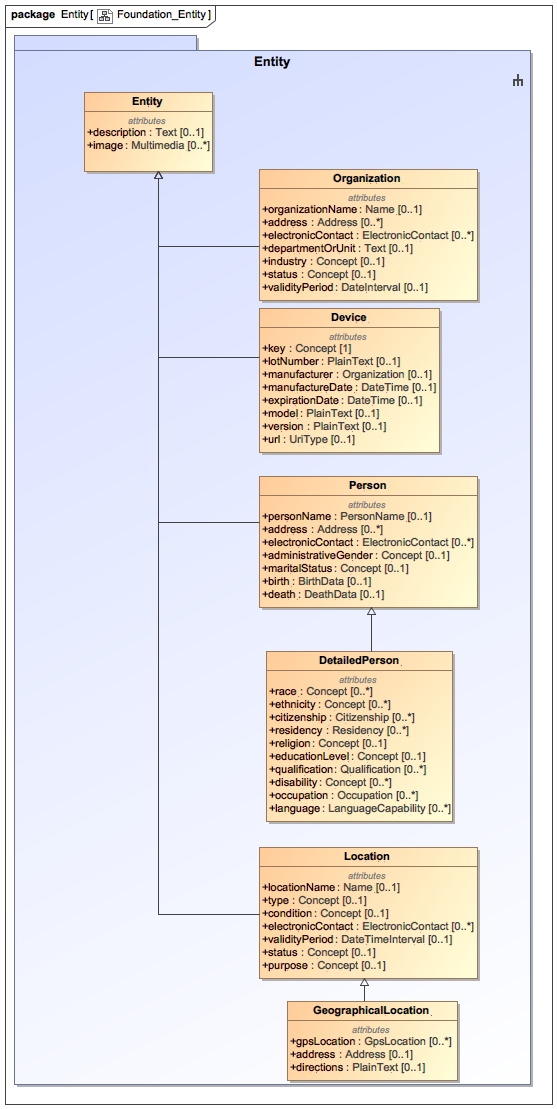 package Entity[ Foundation_Entity]
Entity
Entity
attributes
+description : Text [0..1]
+image : Multimedia [0..*]
Organization
attributes
+organizationName : Name [0..1]
+address : Address [0..*]
+electronicContact : ElectronicContact [0..*]
+departmentOrUnit : Text [0..1]
+industry : Concept [0..1]
+status : Concept [0..1]
+validityPeriod : DateInterval [0..1]
Device
attributes
+key : Concept [1]
+lotNumber : PlainText [0..1]
+manufacturer : Organization [0..1]
+manufactureDate : DateTime [0..1]
+expirationDate : DateTime [0..1]
+model : PlainText [0..1]
+version : PlainText [0..1]
+url : UriType [0..1]
Person
attributes
+personName : PersonName [0..1]
+address : Address [0..*]
+electronicContact : ElectronicContact [0..*]
+administrativeGender : Concept [0..1]
+maritalStatus : Concept [0..1]
+birth : BirthData [0..1]
+death : DeathData [0..1]
DetailedPerson
attributes
+race : Concept [0..*]
+ethnicity : Concept [0..*]
+citizenship : Citizenship [0..*]
+residency : Residency [0..*]
+religion : Concept [0..1]
+educationLevel : Concept [0..1]
+qualification : Qualification [0..*]
+disability : Concept [0..*]
+occupation : Occupation [0..*]
+language : LanguageCapability [0..*]
Location
attributes
+locationName : Name [0..1]
+type : Concept [0..1]
+condition : Concept [0..1]
+electronicContact : ElectronicContact [0..*]
+validityPeriod : DateTimeInterval [0..1]
+status : Concept [0..1]
+purpose : Concept [0..1]
GeographicalLocation
attributes
+gpsLocation : GpsLocation [0..*]
+address : Address [0..1]
+directions : PlainText [0..1]